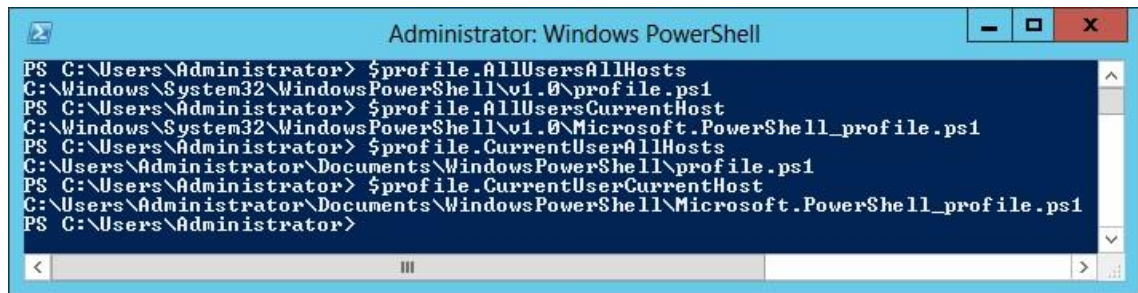 Administrator: Windows PowerShell
PS C:\Users\Administrator> $profile.AllUsersAllHosts
C:\Windows\System32\WindowsPowerShell\v1.0\profile.ps1
PS C:\Users\Administrator> $profile.AllUsersCurrentHost
C:\Windows\System32\WindowsPowerShell\v1.0\Microsoft.PowerShell_profile.ps1
PS C:\Users\Administrator> $profile.CurrentUserAllHosts
C:\Users\Administrator\Documents\WindowsPowerShell\profile.ps1
PS C:\Users\Administrator> $profile.CurrentUserCurrentHost
C:\Users\Administrator\Documents\WindowsPowerShell\Microsoft.PowerShell_profile.ps1
PS C:\Users\Administrator>